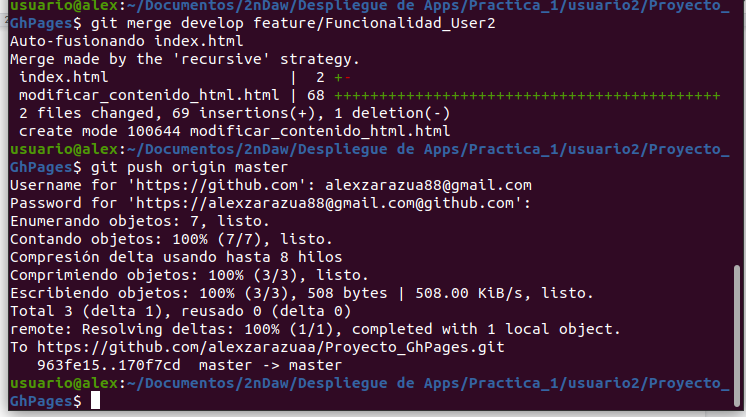 usuario@alex:~/Documentos/2nDaw/Despliegue de Apps/Practica_1/usuario2/Proyecto_
GhPages$ git merge develop feature/Funcionalidad_User2
Auto-fusionando index.html
Merge made by the 'recursive' strategy.
 index.html                    |  2 +-
 modificar_contenido_html.html | 68 +++++++++++++++++++++++++++++++++++++++++++
 2 files changed, 69 insertions(+), 1 deletion(-)
 create mode 100644 modificar_contenido_html.html
usuario@alex:~/Documentos/2nDaw/Despliegue de Apps/Practica_1/usuario2/Proyecto_
GhPages$ git push origin master
Username for 'https://github.com': alexzarazua88@gmail.com
Password for 'https://alexzarazua88@gmail.com@github.com':
Enumerando objetos: 7, listo.
Contando objetos: 100% (7/7), listo.
Compresión delta usando hasta 8 hilos
Comprimiendo objetos: 100% (3/3), listo.
Escribiendo objetos: 100% (3/3), 508 bytes | 508.00 KiB/s, listo.
Total 3 (delta 1), reusado 0 (delta 0)
remote: Resolving deltas: 100% (1/1), completed with 1 local object.
To https://github.com/alexzarazuaa/Proyecto_GhPages.git
   963fe15..170f7cd  master -> master
usuario@alex:~/Documentos/2nDaw/Despliegue de Apps/Practica_1/usuario2/Proyecto_
GhPages$